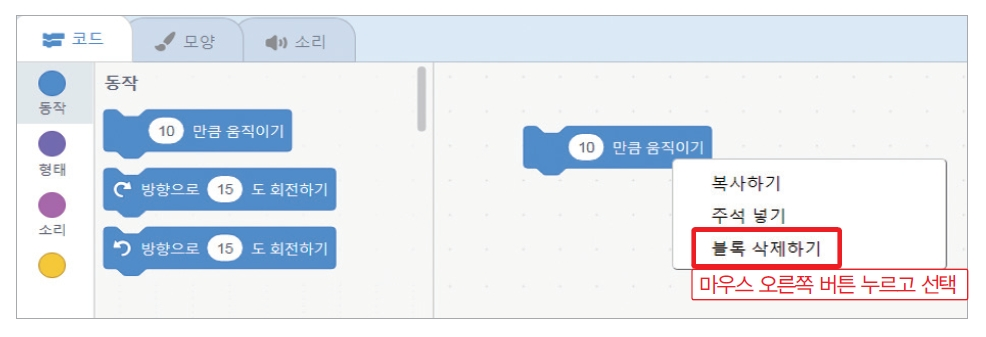 코드 모양 소리
동작
동작
10 만큼 움직이기
형태
방향으로 15 도 회전하기
소리
방향으로 15 도 회전하기
10 만큼 움직이기
복사하기
주석 넣기
블록 삭제하기
마우스 오른쪽 버튼 누르고 선택